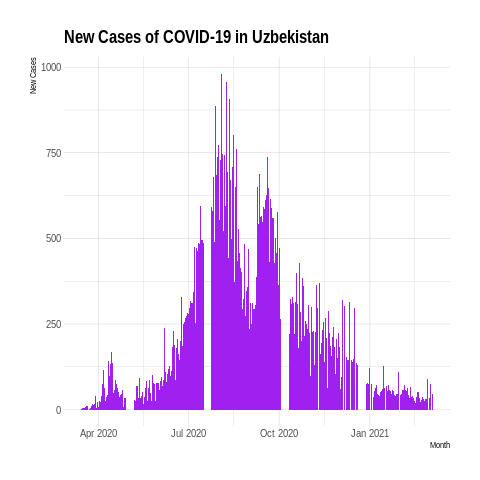 New Cases of COVID-19 in Uzbekistan
New Cases
1000
750
500
250
0
Apr 2020 Jul 2020 Oct 2020 Jan 2021
Month